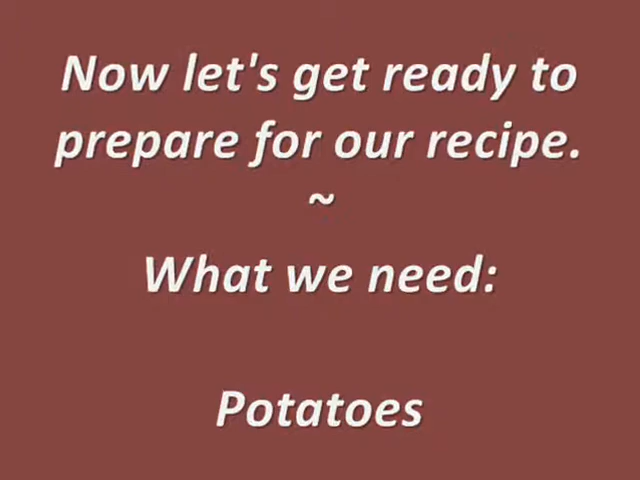 Now let's get ready to
prepare for our recipe.
~
What we need:
Potatoes